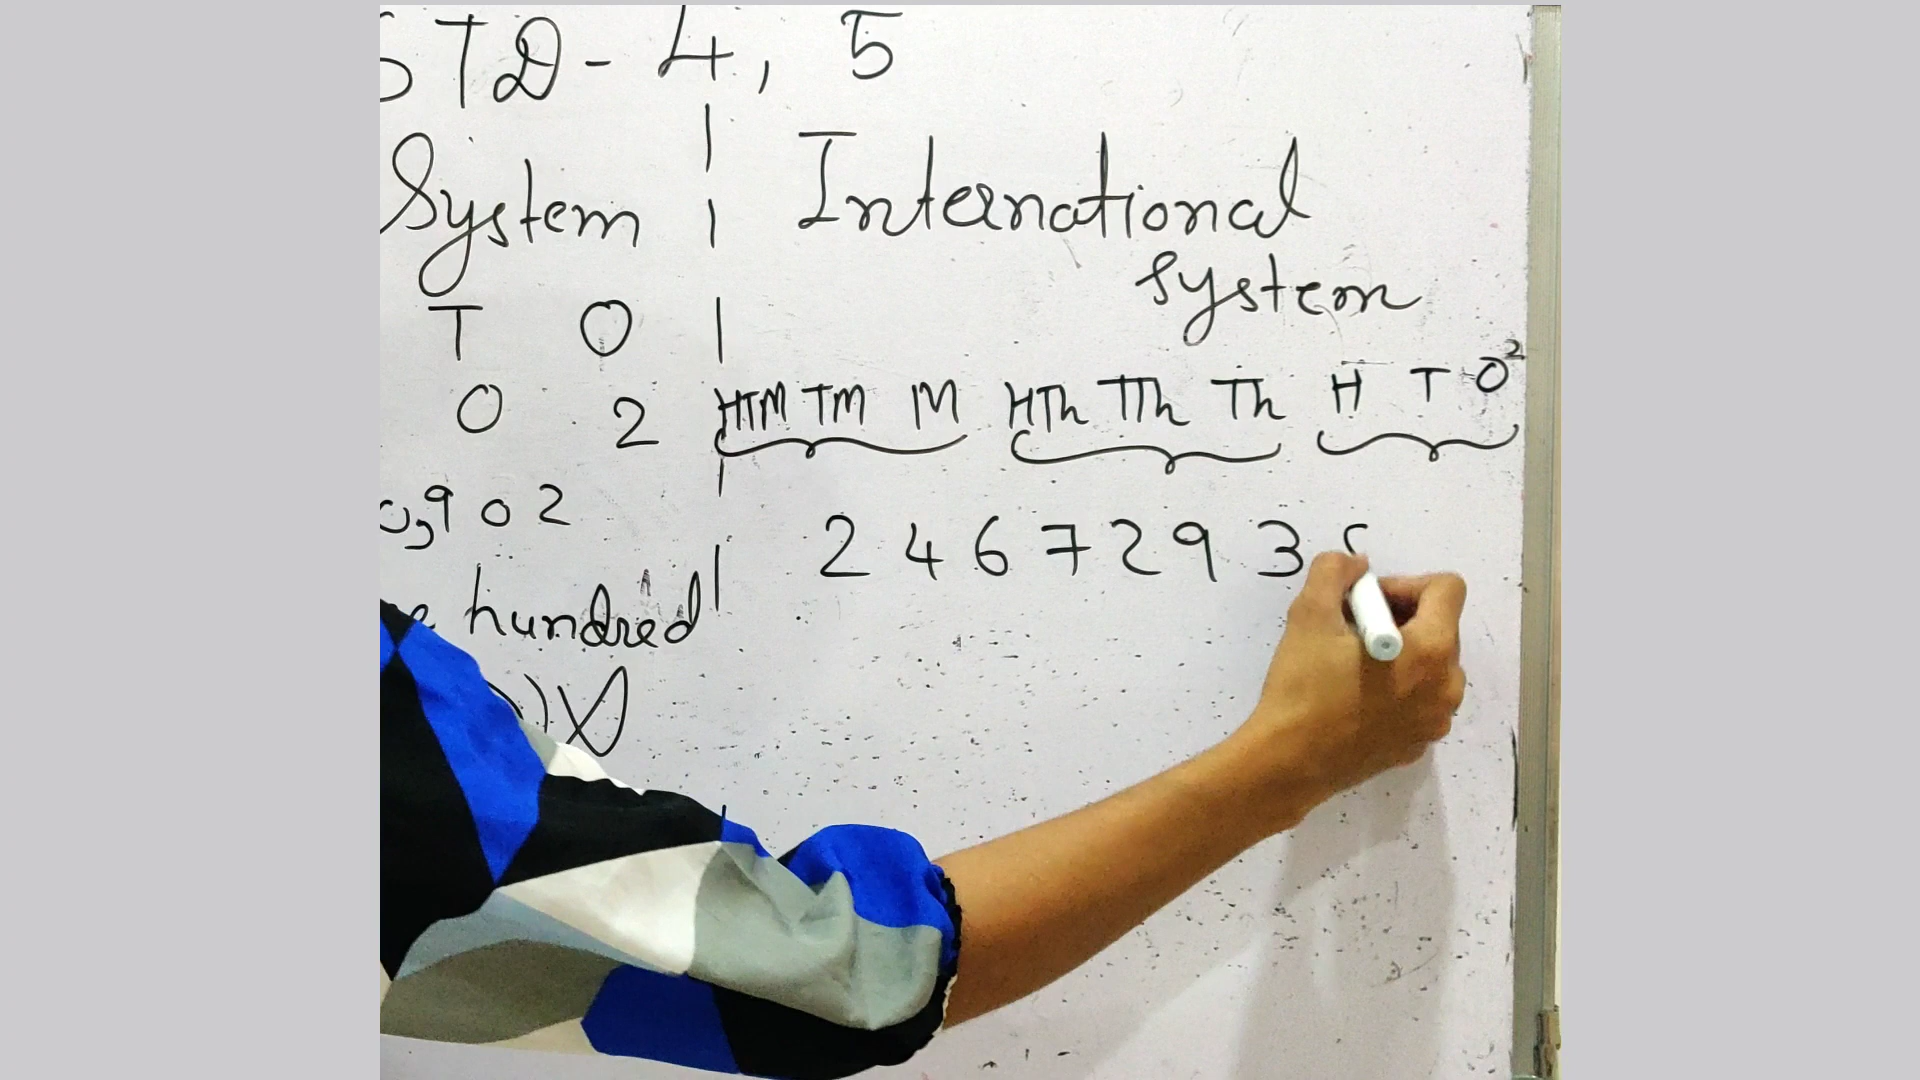 STD - 4, 5
System | International
System
T O
O 2 HTM TM M HTh TTh Th H T O 2
0,902
2 4 6 7 2 9 3
hundred